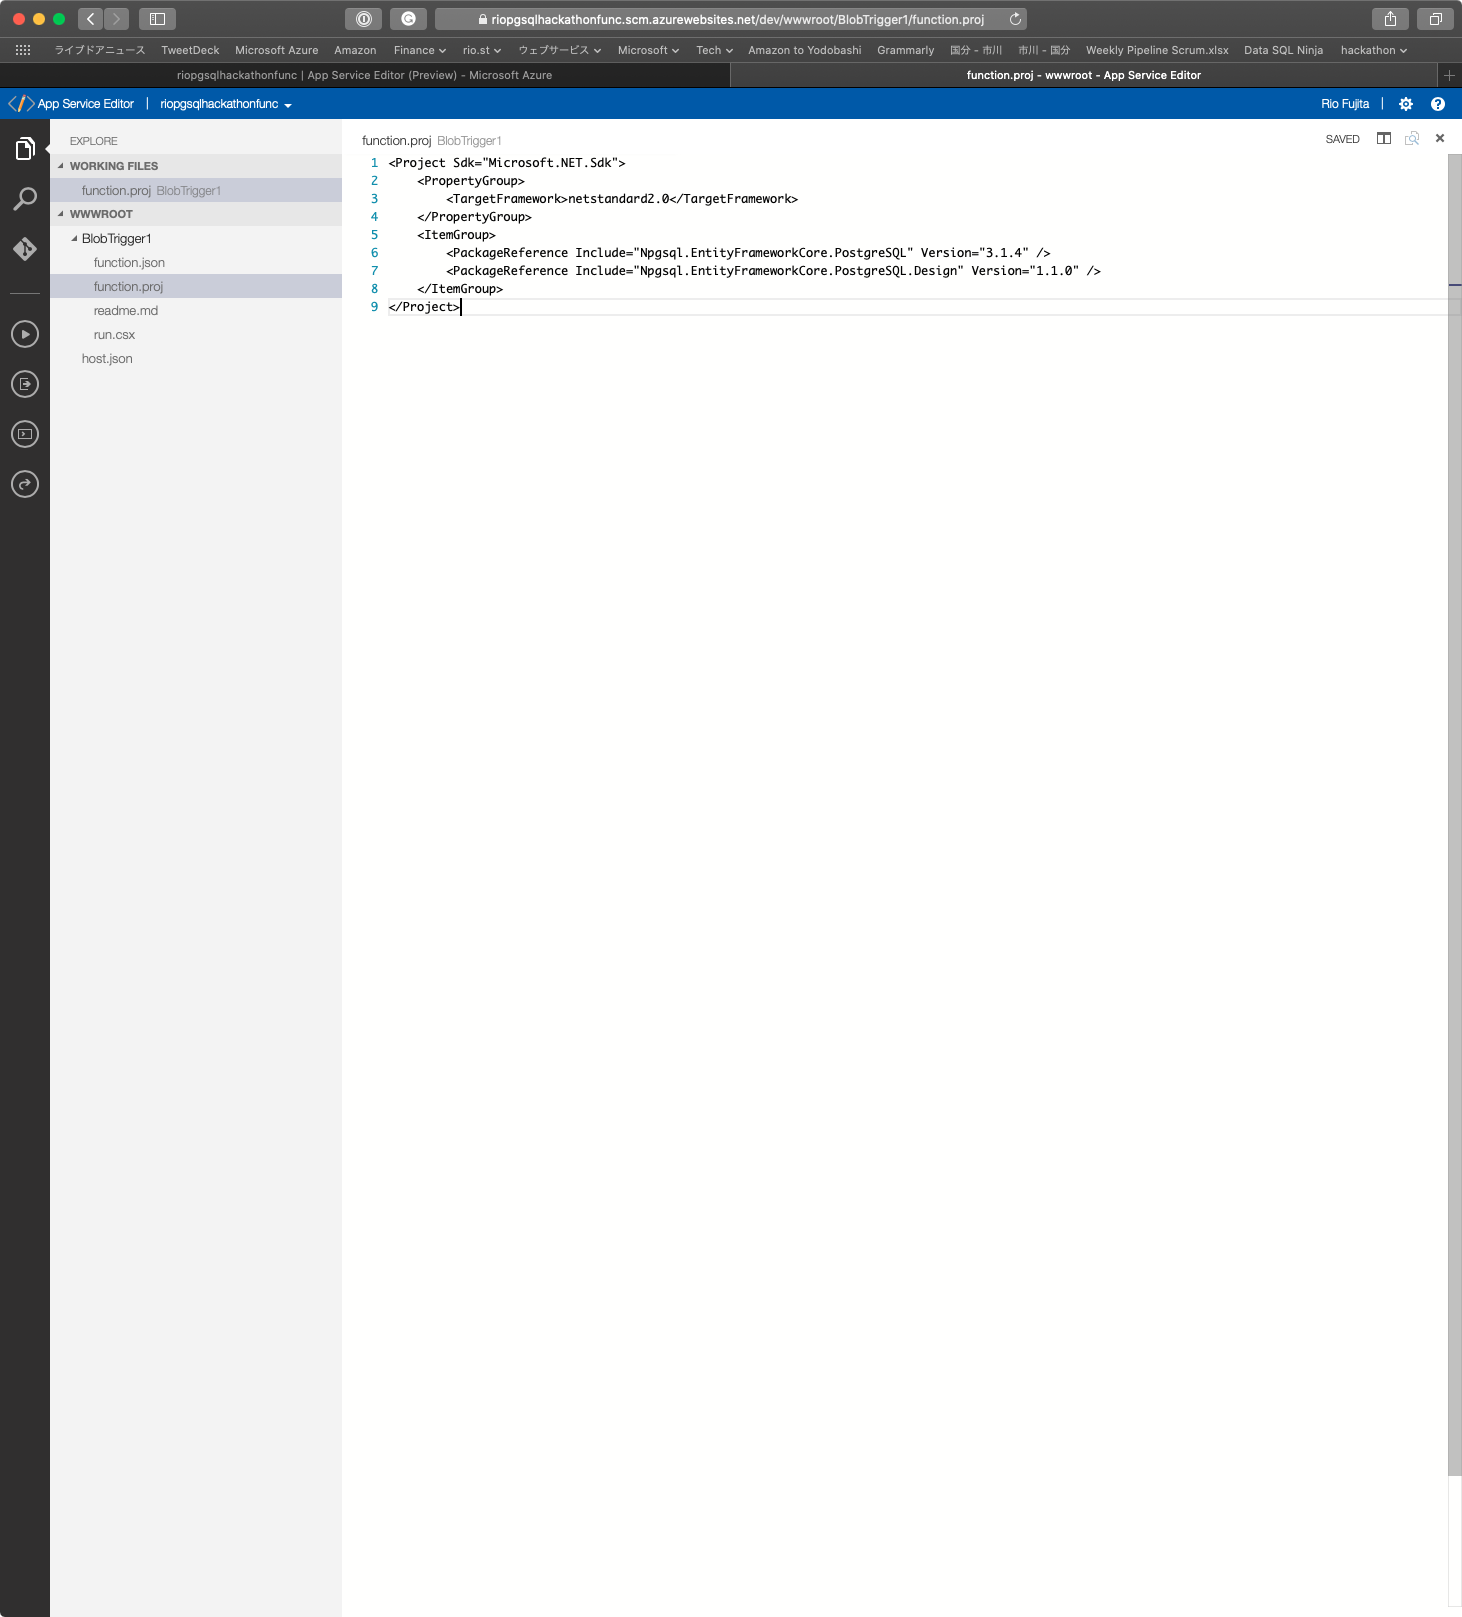 riopgsqlhackathonfunc.scm.azurewebsites.net/dev/wwwroot/BlobTrigger1/function.proj
ライブドアニュース TweetDeck Microsoft Azure Amazon Finance rio.st ウェブサービス Microsoft Tech Amazon to Yodobashi Grammarly 国分 - 市川 市川 - 国分 Weekly Pipeline Scrum.xlsx Data SQL Ninja hackathon
riopgsqlhackathonfunc | App Service Editor (Preview) - Microsoft Azure
function.proj - wwwroot - App Service Editor
App Service Editor | riopgsqlhackathonfunc
Rio Fujita |
EXPLORE
WORKING FILES
function.proj BlobTrigger1
WWWROOT
BlobTrigger1
function.json
function.proj
readme.md
run.csx
host.json
function.proj BlobTrigger1
SAVED
1 <Project Sdk="Microsoft.NET.Sdk">
2 <PropertyGroup>
3 <TargetFramework>netstandard2.0</TargetFramework>
4 </PropertyGroup>
5 <ItemGroup>
6 <PackageReference Include="Npgsql.EntityFrameworkCore.PostgreSQL" Version="3.1.4" />
7 <PackageReference Include="Npgsql.EntityFrameworkCore.PostgreSQL.Design" Version="1.1.0" />
8 </ItemGroup>
9 </Project>